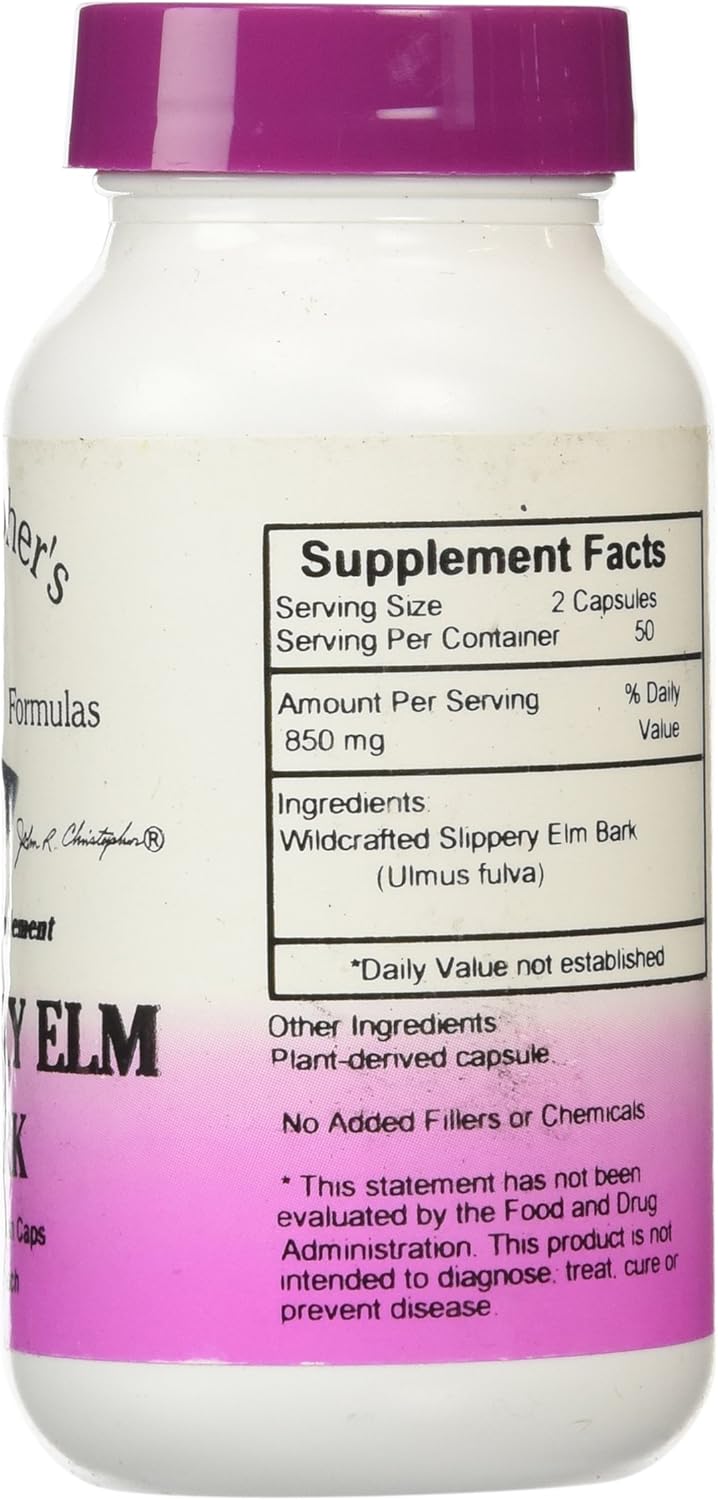 Formulas
John R. Christopher®
ELM
Caps
Supplement Facts
Serving Size 2 Capsules
Serving Per Container 50
Amount Per Serving % Daily
850 mg Value
Ingredients:
Wildcrafted Slippery Elm Bark
(Ulmus fulva)
*Daily Value not established
Other Ingredients
Plant-derived capsule.
No Added Fillers or Chemicals
* This statement has not been
evaluated by the Food and Drug
Administration. This product is not
intended to diagnose, treat, cure or
prevent disease.